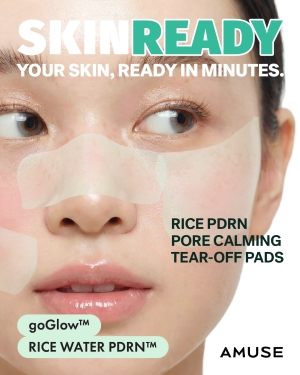 SKINREADY
YOUR SKIN, READY IN MINUTES.
RICE PDRN
PORE CALMING
TEAR-OFF PADS
goGlow™
RICE WATER PDRN™
AMUSE